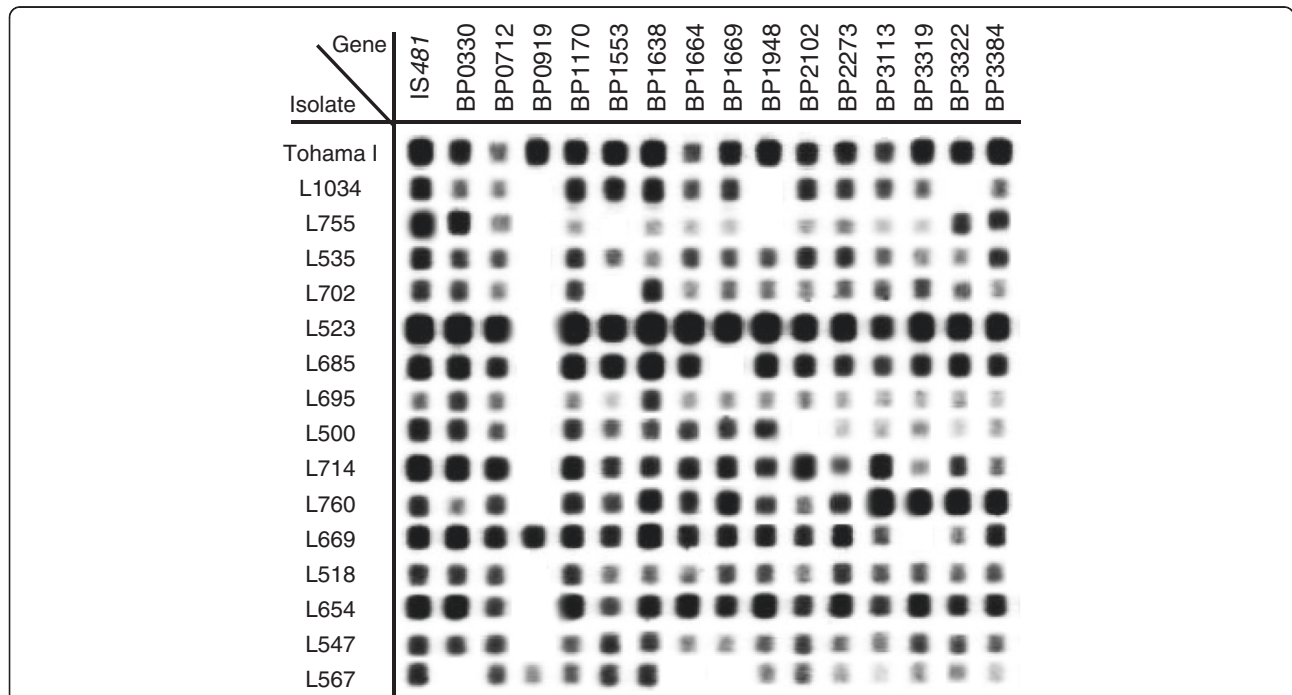 Gene
Isolate
IS481
BP0330
BP0712
BP0919
BP1170
BP1553
BP1638
BP1664
BP1669
BP1948
BP2102
BP2273
BP3113
BP3319
BP3322
BP3384
Tohama I
L1034
L755
L535
L702
L523
L685
L695
L500
L714
L760
L669
L518
L654
L547
L567